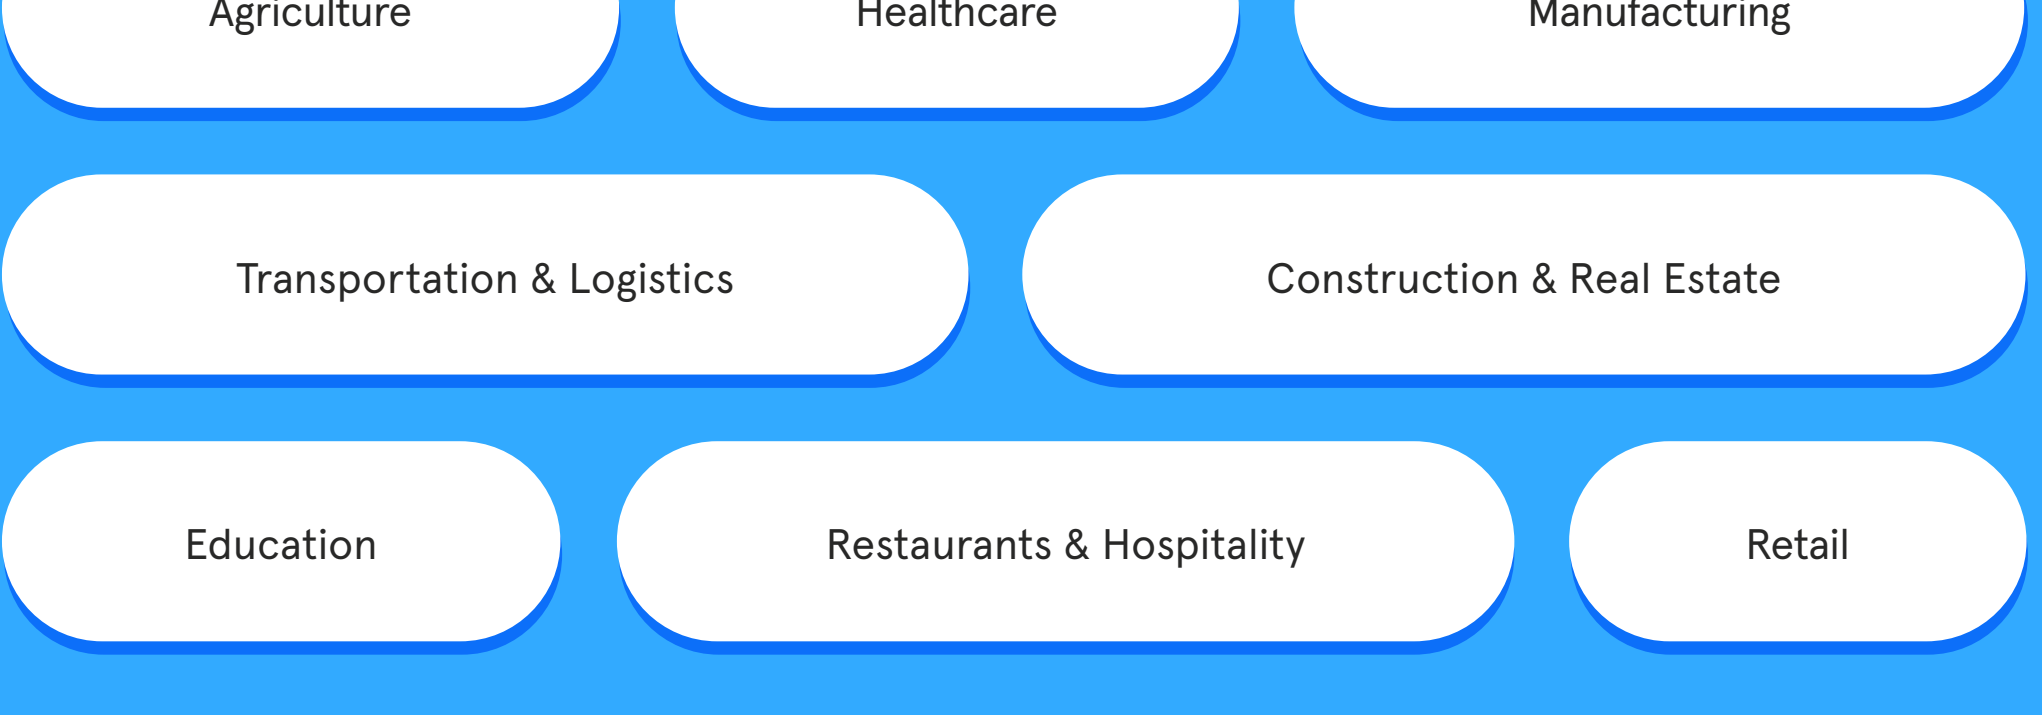 Agriculture
Healthcare
Manufacturing
Transportation & Logistics
Construction & Real Estate
Education
Restaurants & Hospitality
Retail